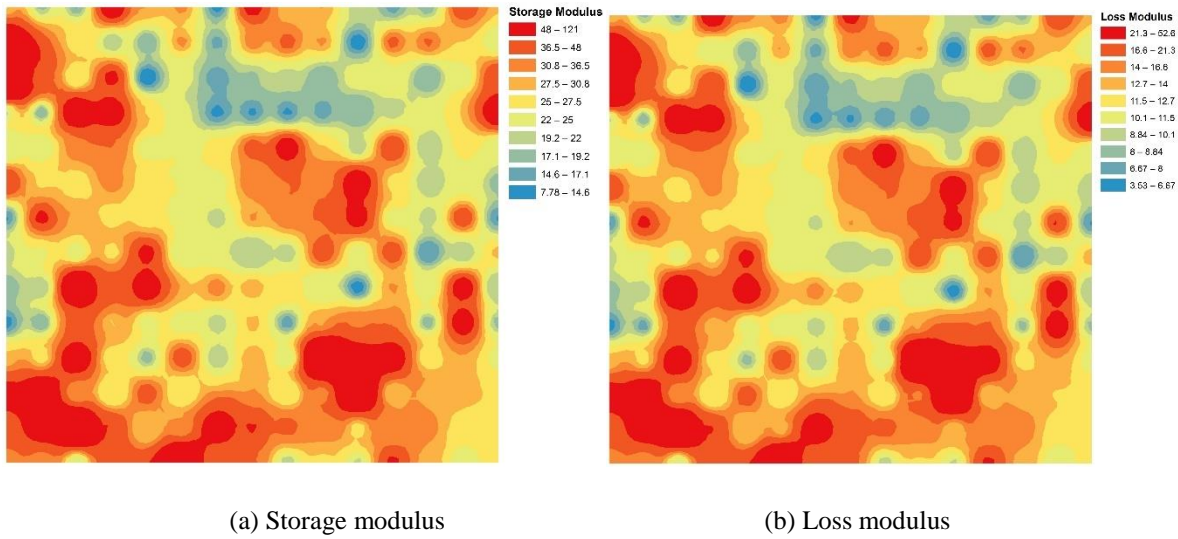 Storage Modulus
48 – 121
36.5 – 48
30.8 – 36.5
27.5 – 30.8
25 – 27.5
22 – 25
19.2 – 22
17.1 – 19.2
14.6 – 17.1
7.78 – 14.6
Loss Modulus
21.3 – 52.6
16.6 – 21.3
14 – 16.6
12.7 – 14
11.5 – 12.7
10.1 – 11.5
8.84 – 10.1
8 – 8.84
6.67 – 8
3.53 – 6.67
(a) Storage modulus
(b) Loss modulus